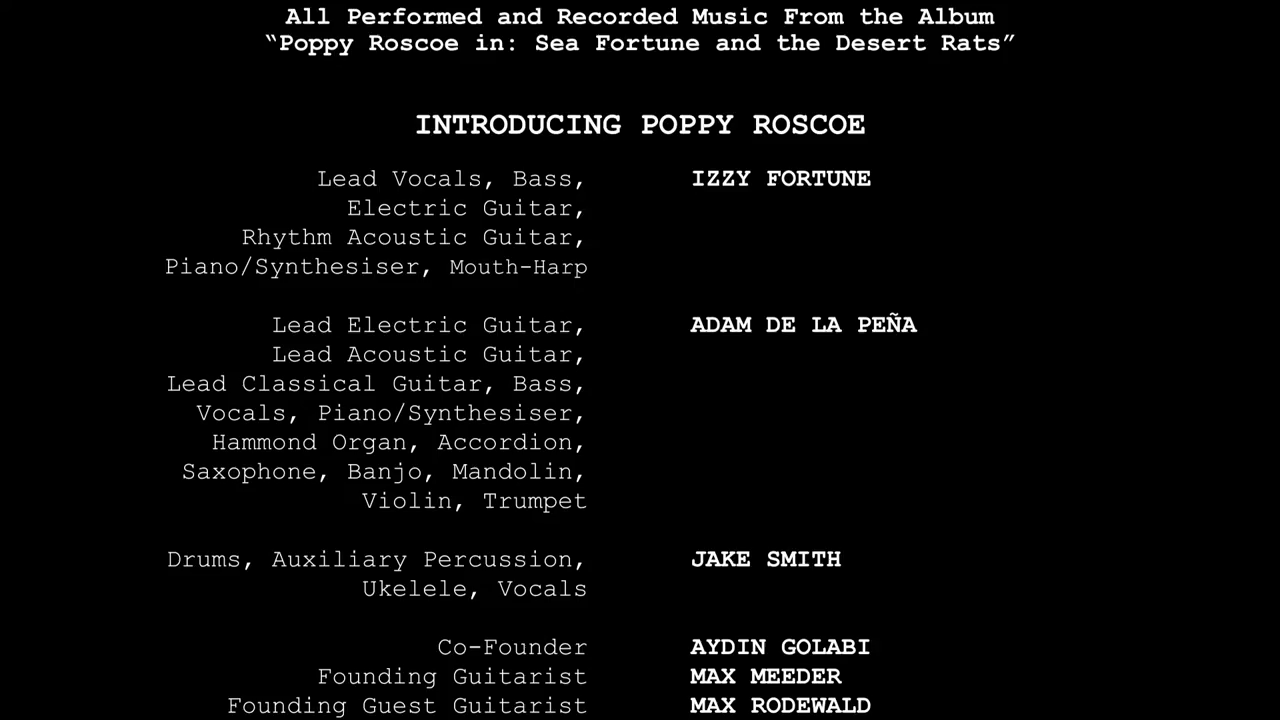 All Performed and Recorded Music From the Album
“Poppy Roscoe in: Sea Fortune and the Desert Rats”
INTRODUCING POPPY ROSCOE
Lead Vocals, Bass, IZZY FORTUNE
Electric Guitar,
Rhythm Acoustic Guitar,
Piano/Synthesiser, Mouth-Harp
Lead Electric Guitar, ADAM DE LA PEÑA
Lead Acoustic Guitar,
Lead Classical Guitar, Bass,
Vocals, Piano/Synthesiser,
Hammond Organ, Accordion,
Saxophone, Banjo, Mandolin,
Violin, Trumpet
Drums, Auxiliary Percussion, JAKE SMITH
Ukelele, Vocals
Co-Founder AYDIN GOLABI
Founding Guitarist MAX MEEDER
Founding Guest Guitarist MAX RODEWALD